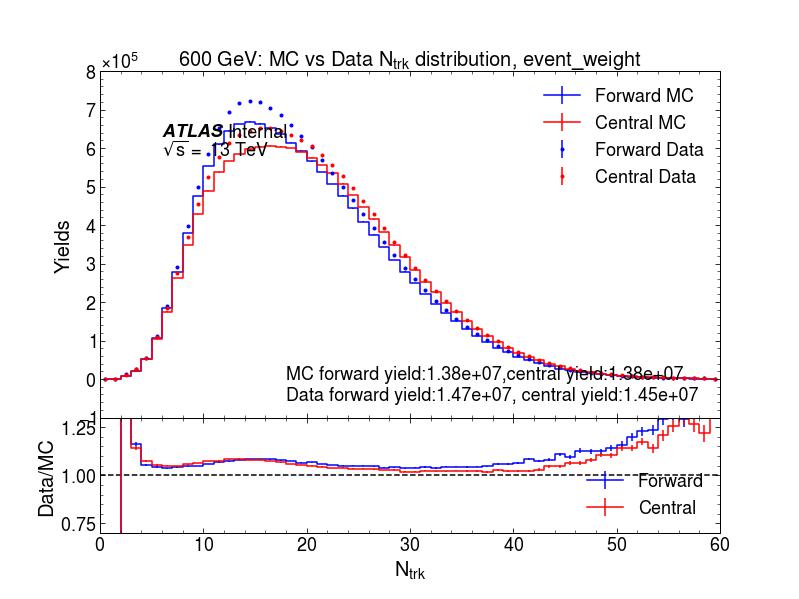 ×10⁵
600 GeV: MC vs Data Nₜᵣₖ distribution, event_weight
8
7
6
5
4
3
2
1
0
−1
Yields
ATLAS Internal
√s = 13 TeV
Forward MC
Central MC
Forward Data
Central Data
MC forward yield:1.38e+07,central yield:1.38e+07
Data forward yield:1.47e+07, central yield:1.45e+07
1.25
1.00
0.75
Data/MC
Forward
Central
0 10 20 30 40 50 60
Nₜᵣₖ